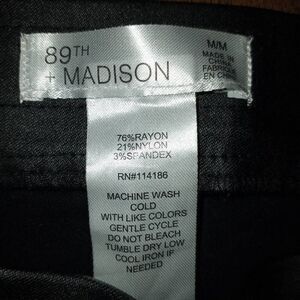 89TH
+ MADISON
M/M
MADE IN
CHINA
FABRIQUE
EN CHINE
76%RAYON
21%NYLON
3%SPANDEX
RN#114186
MACHINE WASH
COLD
WITH LIKE COLORS
GENTLE CYCLE
DO NOT BLEACH
TUMBLE DRY LOW
COOL IRON IF
NEEDED